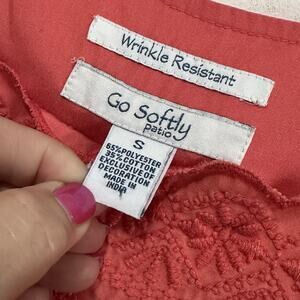 Wrinkle Resistant
Go Softly
patio
S
65%POLYESTER
35%COTTON
EXCLUSIVE OF
DECORATION
MADE IN
INDIA